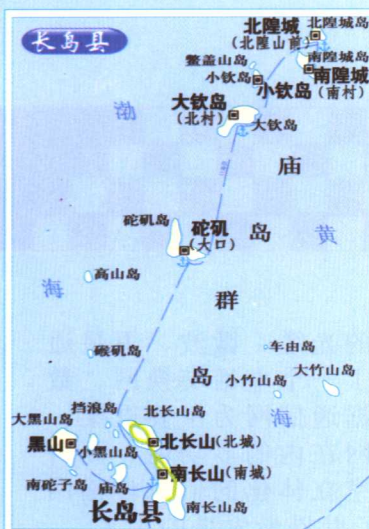 长岛县
北隍城
北隍城岛
(北隍山前)
鳖盖山岛
南隍城岛
小钦岛
南隍城
小钦岛
(南村)
大钦岛
(北村)
大钦岛
渤
庙
砣矶岛
砣矶
(大口)
岛
黄
高山岛
海
群
猴矶岛
车由岛
岛
小竹山岛
大竹山岛
挡浪岛
北长山岛
海
大黑山岛
黑山
小黑山岛
北长山(北城)
南长山(南城)
南砣子岛
庙岛
长岛县
南长山岛